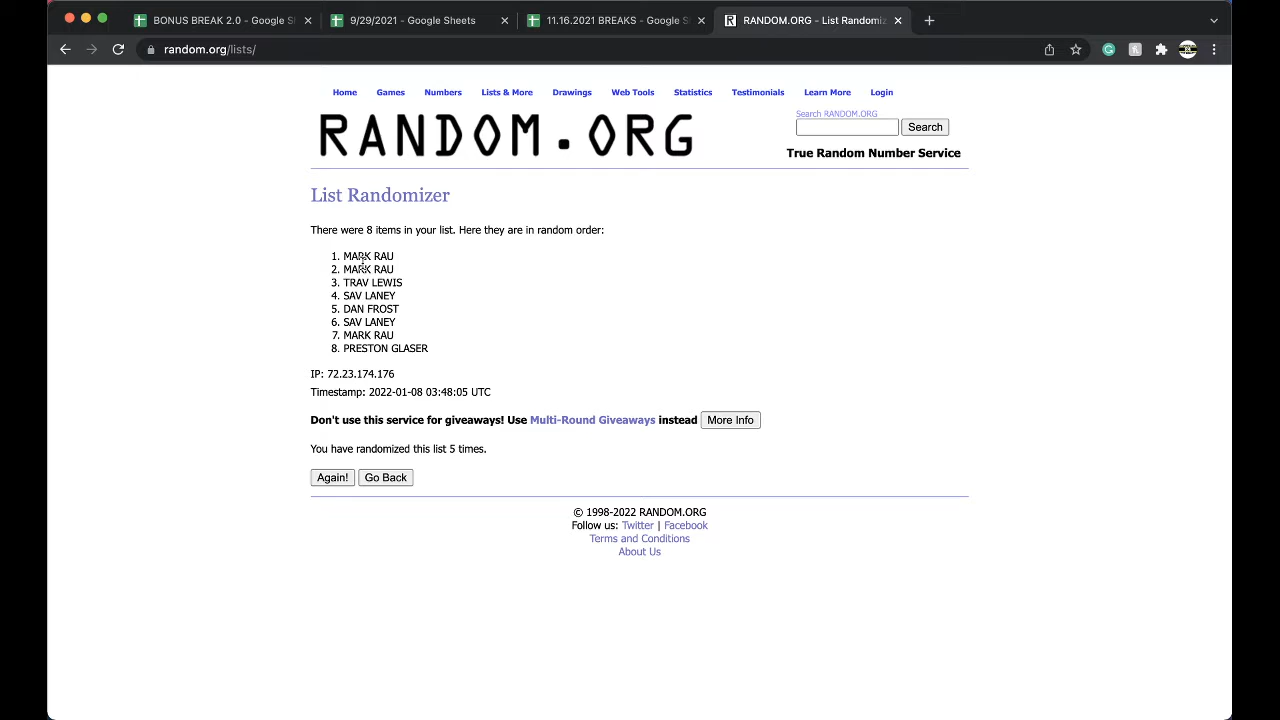 BONUS BREAK 2.0 - Google S
9/29/2021 - Google Sheets
11.16.2021 BREAKS - Google S
RANDOM.ORG - List Randomiz
random.org/lists/
Home Games Numbers Lists & More Drawings Web Tools Statistics Testimonials Learn More Login
RANDOM.ORG
Search RANDOM.ORG
Search
True Random Number Service
List Randomizer
There were 8 items in your list. Here they are in random order:
1. MARK RAU
2. MARK RAU
3. TRAV LEWIS
4. SAV LANEY
5. DAN FROST
6. SAV LANEY
7. MARK RAU
8. PRESTON GLASER
IP: 72.23.174.176
Timestamp: 2022-01-08 03:48:05 UTC
Don't use this service for giveaways! Use Multi-Round Giveaways instead More Info
You have randomized this list 5 times.
Again! Go Back
© 1998-2022 RANDOM.ORG
Follow us: Twitter | Facebook
Terms and Conditions
About Us